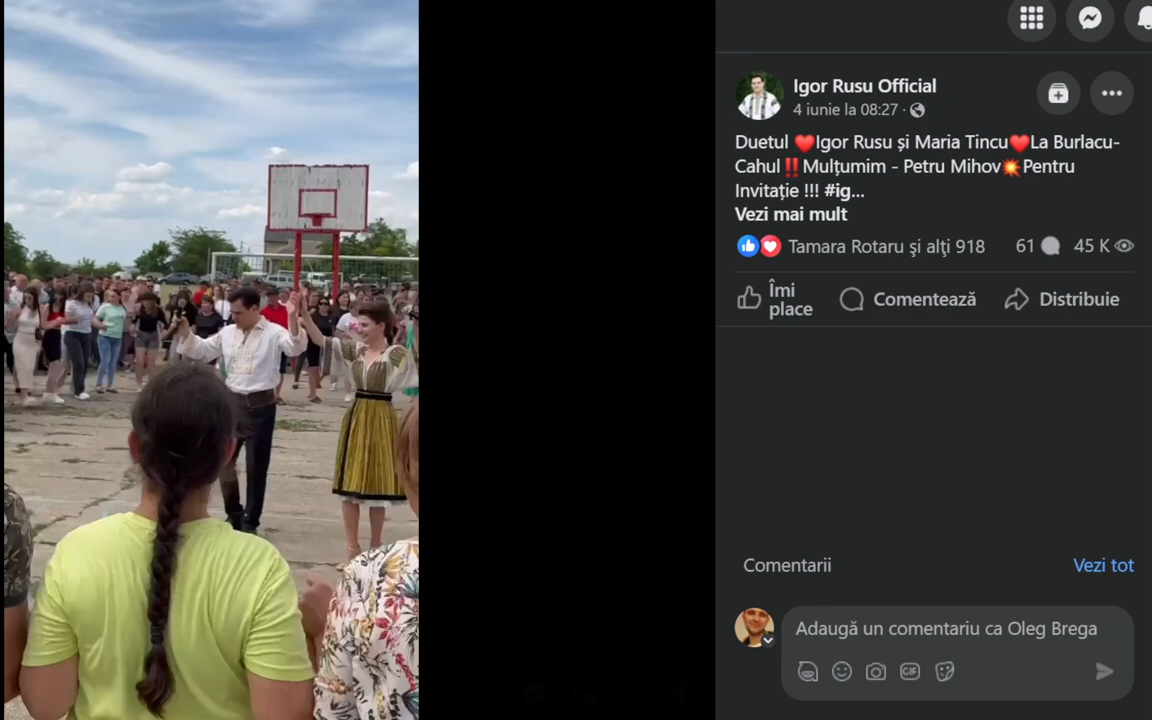 Igor Rusu Official
4 iunie la 08:27 ·
Duetul ❤️Igor Rusu și Maria Tincu❤️La Burlacu-
Cahul‼️Mulțumim - Petru Mihov💥Pentru
Invitație !!! #ig...
Vezi mai mult
Tamara Rotaru şi alţi 918 61 45 K
Îmi place Comentează Distribuie
Comentarii Vezi tot
Adaugă un comentariu ca Oleg Brega
GIF